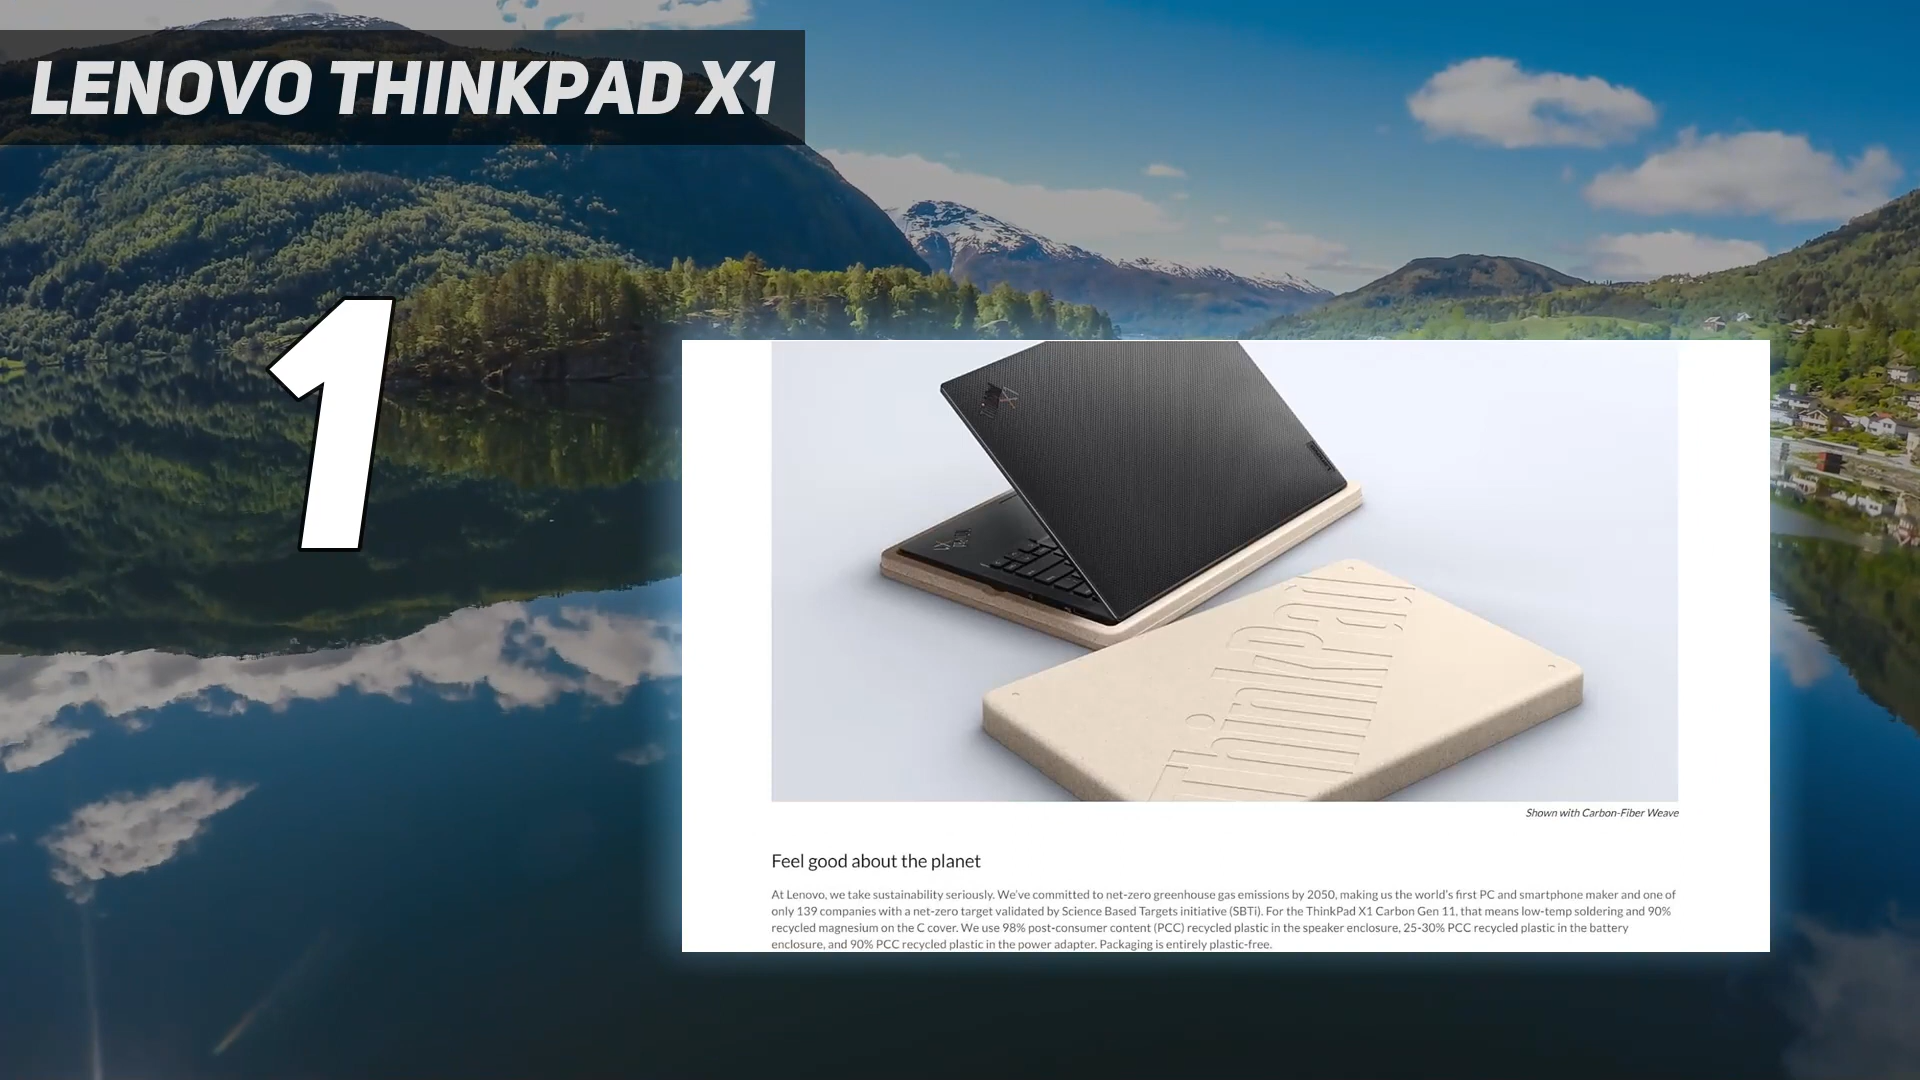 LENOVO THINKPAD X1
1
ThinkPad
Shown with Carbon-Fiber Weave
Feel good about the planet
At Lenovo, we take sustainability seriously. We've committed to net-zero greenhouse gas emissions by 2050, making us the world's first PC and smartphone maker and one of
only 139 companies with a net-zero target validated by Science Based Targets initiative (SBTi). For the ThinkPad X1 Carbon Gen 11, that means low-temp soldering and 90%
recycled magnesium on the C cover. We use 98% post-consumer content (PCC) recycled plastic in the speaker enclosure, 25-30% PCC recycled plastic in the battery
enclosure, and 90% PCC recycled plastic in the power adapter. Packaging is entirely plastic-free.